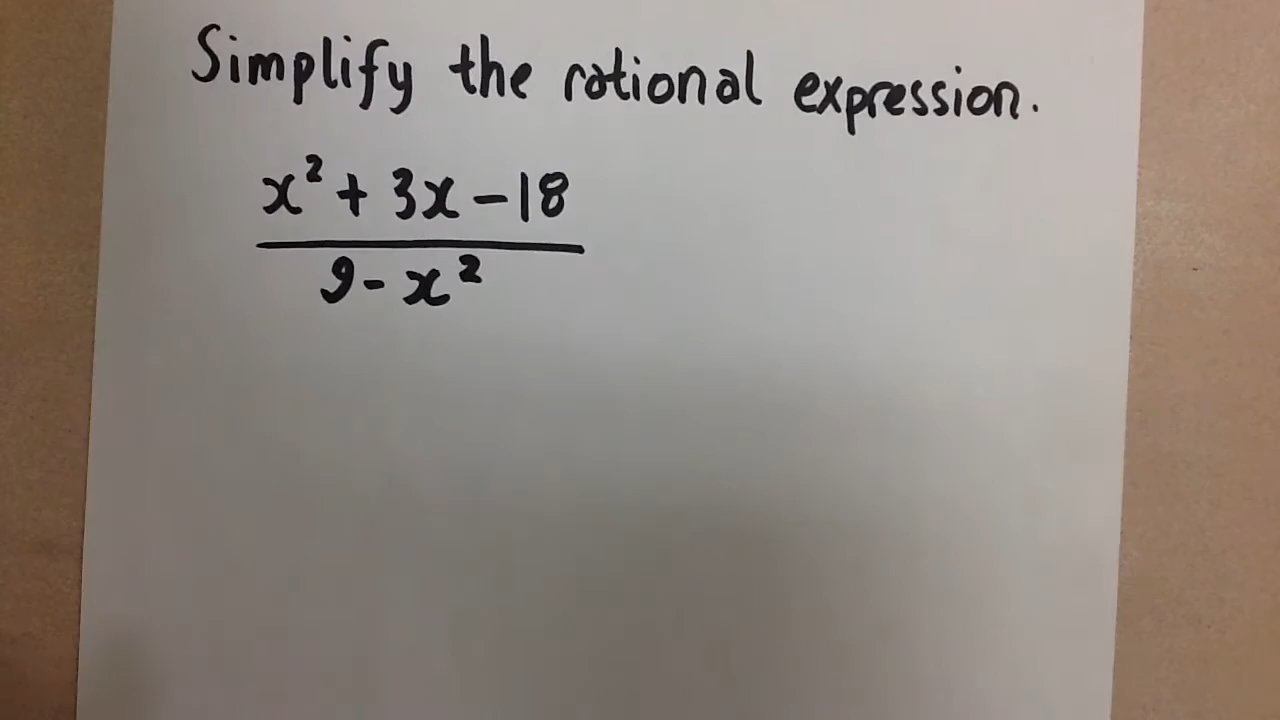 Simplify the rational expression.
x² + 3x - 18
9 - x²